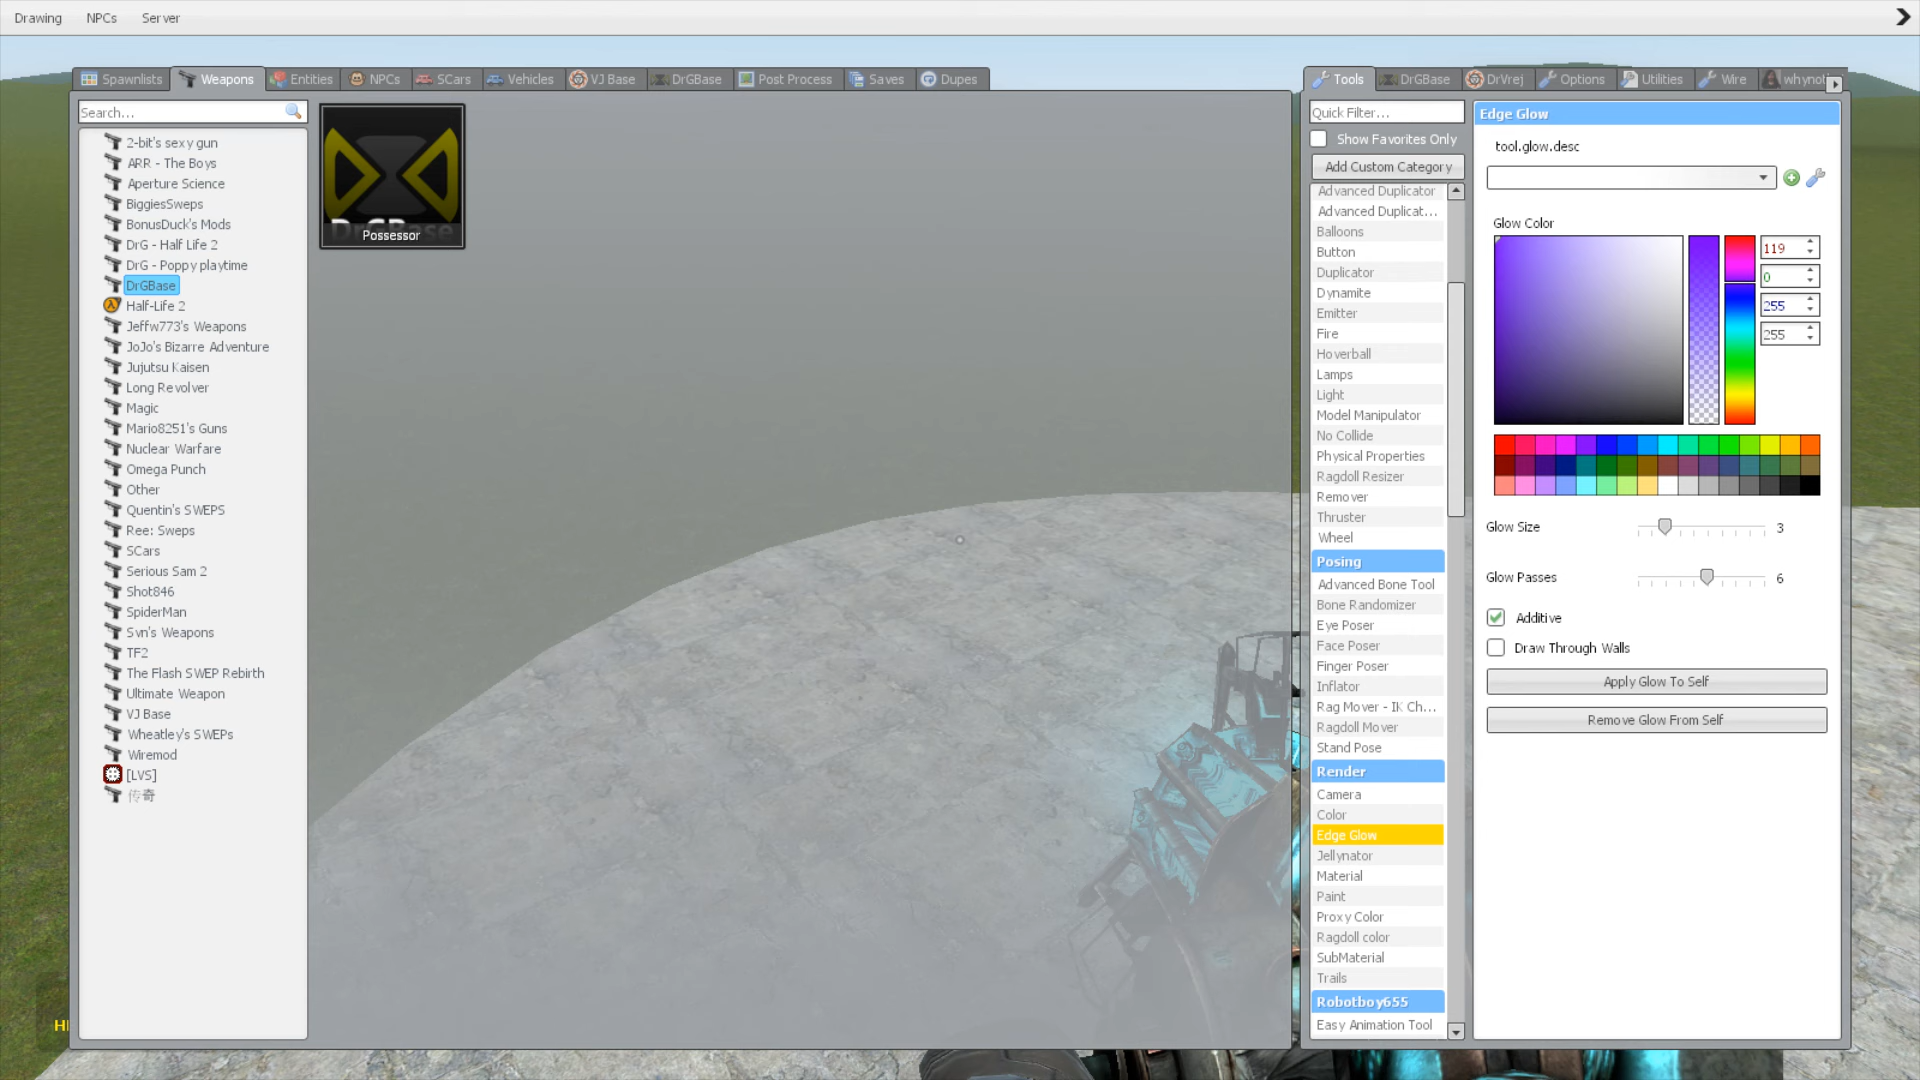 Drawing NPCs Server
Spawnlists Weapons Entities NPCs SCars Vehicles VJ Base DrGBase Post Process Saves Dupes
Tools DrGBase DrVrej Options Utilities Wire
Search...
2-bit's sexy gun
ARR - The Boys
Aperture Science
BiggiesSweps
BonusDuck's Mods
DrG - Half Life 2
DrG - Poppy playtime
DrGBase
Half-Life 2
Jeffw773's Weapons
JoJo's Bizarre Adventure
Jujutsu Kaisen
Long Revolver
Magic
Mario8251's Guns
Nuclear Warfare
Omega Punch
Other
Quentin's SWEPS
Ree: Sweps
SCars
Serious Sam 2
Shot846
SpiderMan
Svn's Weapons
TF2
The Flash SWEP Rebirth
Ultimate Weapon
VJ Base
Wheatley's SWEPs
Wiremod
[LVS]
传奇
DrGBase
Possessor
Quick Filter...
Show Favorites Only
Add Custom Category
Advanced Duplicator
Advanced Duplicat...
Balloons
Button
Duplicator
Dynamite
Emitter
Fire
Hoverball
Lamps
Light
Model Manipulator
No Collide
Physical Properties
Ragdoll Resizer
Remover
Thruster
Wheel
Posing
Advanced Bone Tool
Bone Randomizer
Eye Poser
Face Poser
Finger Poser
Inflator
Rag Mover - IK Ch...
Ragdoll Mover
Stand Pose
Render
Camera
Color
Edge Glow
Jellynator
Material
Paint
Proxy Color
Ragdoll color
SubMaterial
Trails
Robotboy655
Easy Animation Tool
Edge Glow
tool.glow.desc
Glow Color
119
0
255
255
Glow Size 3
Glow Passes 6
Additive
Draw Through Walls
Apply Glow To Self
Remove Glow From Self